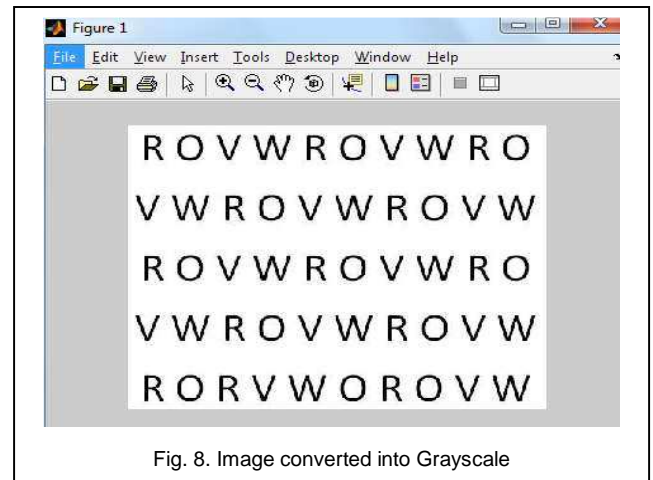 Figure 1
File Edit View Insert Tools Desktop Window Help
R O V W R O V W R O
V W R O V W R O V W
R O V W R O V W R O
V W R O V W R O V W
R O R V W O R O V W
Fig. 8. Image converted into Grayscale